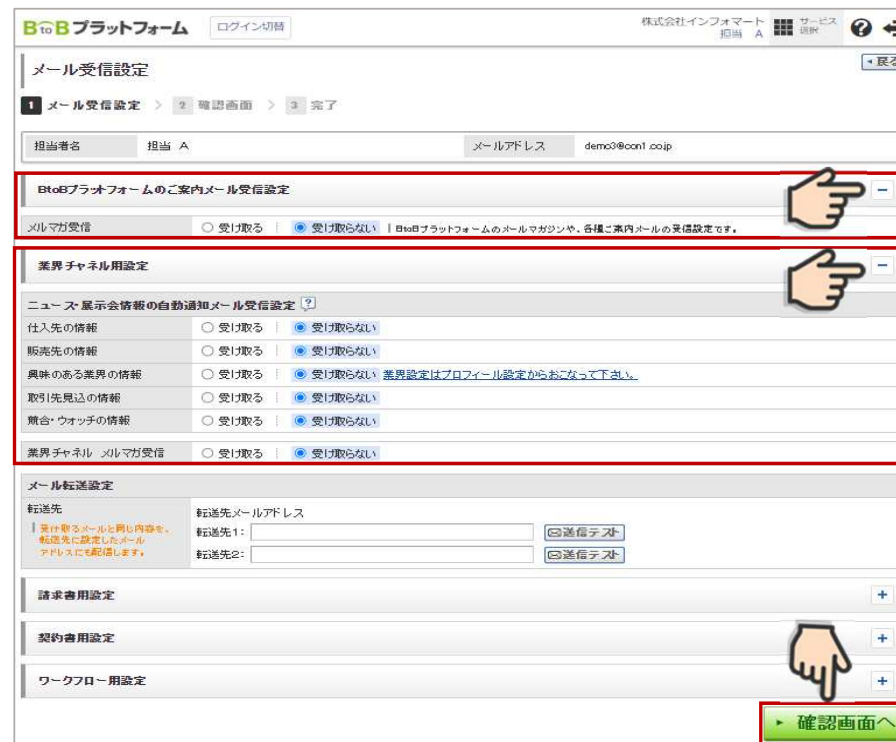 BtoBプラットフォーム ログイン切替 株式会社インフォマート 担当 A サービス選択
メール受信設定 戻る
1 メール受信設定 > 2 確認画面 > 3 完了
担当者名 担当 A メールアドレス demo3@con1.co.jp
BtoBプラットフォームのご案内メール受信設定
メルマガ受信 受け取る 受け取らない BtoBプラットフォームのメールマガジンや、各種ご案内メールの受信設定です。
業界チャネル用設定
ニュース・展示会情報の自動通知メール受信設定 ?
仕入先の情報 受け取る 受け取らない
販売先の情報 受け取る 受け取らない
興味のある業界の情報 受け取る 受け取らない 業界設定はプロフィール設定からおこなって下さい。
取引先見込の情報 受け取る 受け取らない
競合・ウォッチの情報 受け取る 受け取らない
業界チャネル メルマガ受信 受け取る 受け取らない
メール転送設定
転送先 転送先メールアドレス
受け取るメールと同じ内容を、
転送先に設定したメール
アドレスにも配信します。
転送先1: 送信テスト
転送先2: 送信テスト
請求書用設定
契約書用設定
ワークフロー用設定
確認画面へ